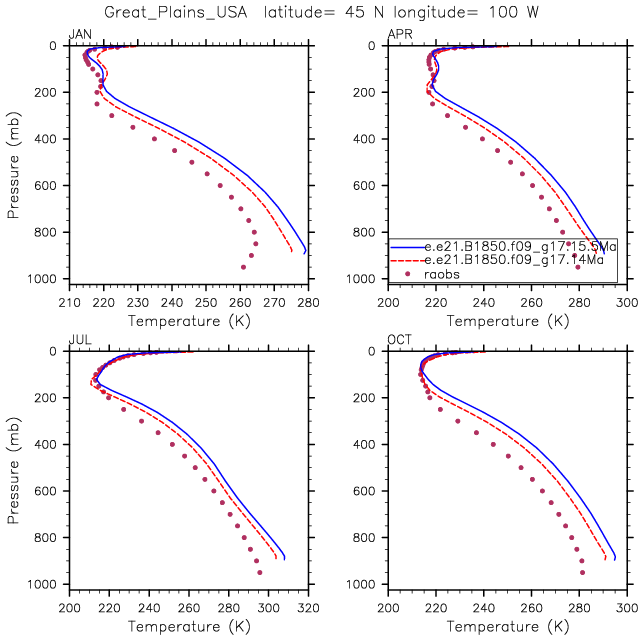 Great_Plains_USA latitude= 45 N longitude= 100 W
JAN
APR
0
200
400
600
800
1000
Pressure (mb)
210 220 230 240 250 260 270 280
Temperature (K)
0
200
400
600
800
1000
200 220 240 260 280 300
Temperature (K)
e.e21.B1850.f09_g17.15.5Ma
e.e21.B1850.f09_g17.14Ma
raobs
JUL
OCT
0
200
400
600
800
1000
Pressure (mb)
200 220 240 260 280 300 320
Temperature (K)
0
200
400
600
800
1000
200 220 240 260 280 300
Temperature (K)